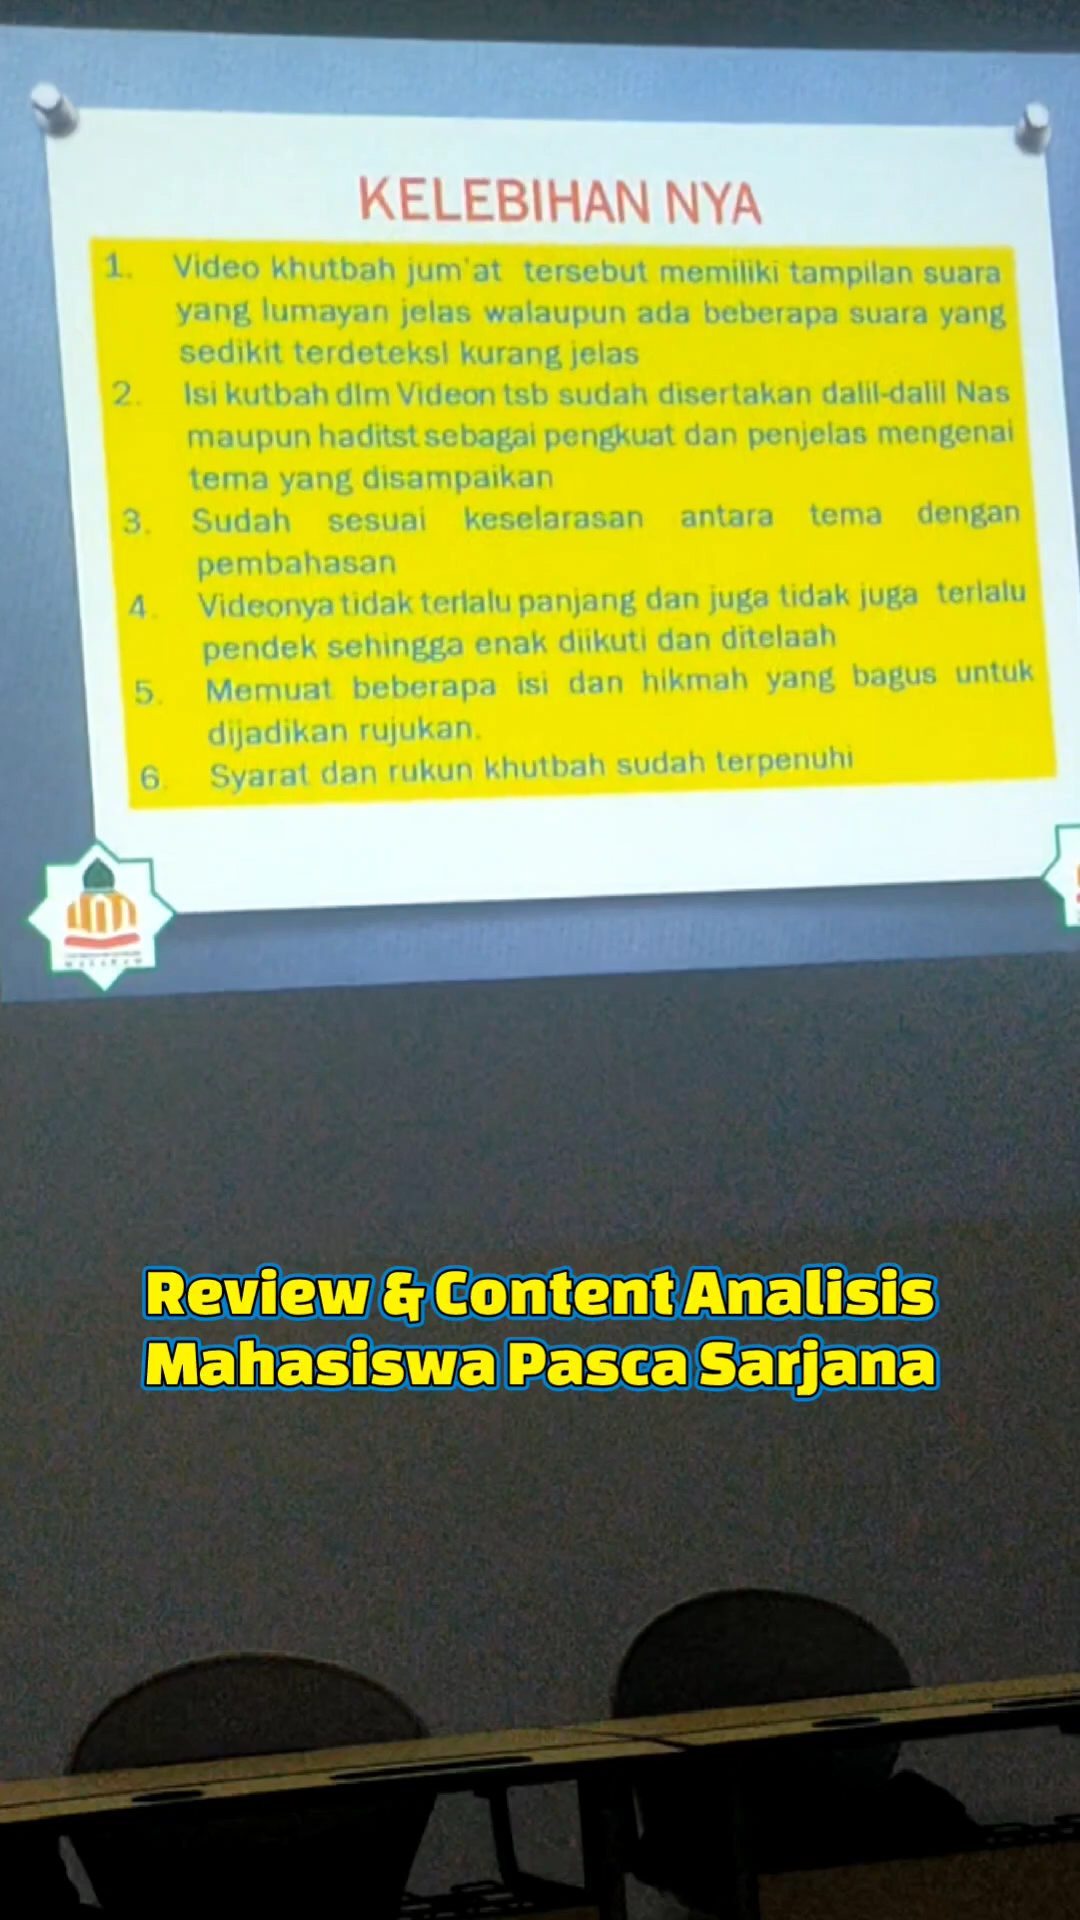 KELEBIHAN NYA
1. Video khutbah jum'at tersebut memiliki tampilan suara
yang lumayan jelas walaupun ada beberapa suara yang
sedikit terdeteksI kurang jelas
2. Isi kutbah dlm Videon tsb sudah disertakan dalil-dalil Nas
maupun haditst sebagai pengkuat dan penjelas mengenai
tema yang disampaikan
3. Sudah sesuai keselarasan antara tema dengan
pembahasan
4. Videonya tidak terlalu panjang dan juga tidak juga terlalu
pendek sehingga enak diikuti dan ditelaah
5. Memuat beberapa isi dan hikmah yang bagus untuk
dijadikan rujukan.
6. Syarat dan rukun khutbah sudah terpenuhi
Review & Content Analisis
Mahasiswa Pasca Sarjana